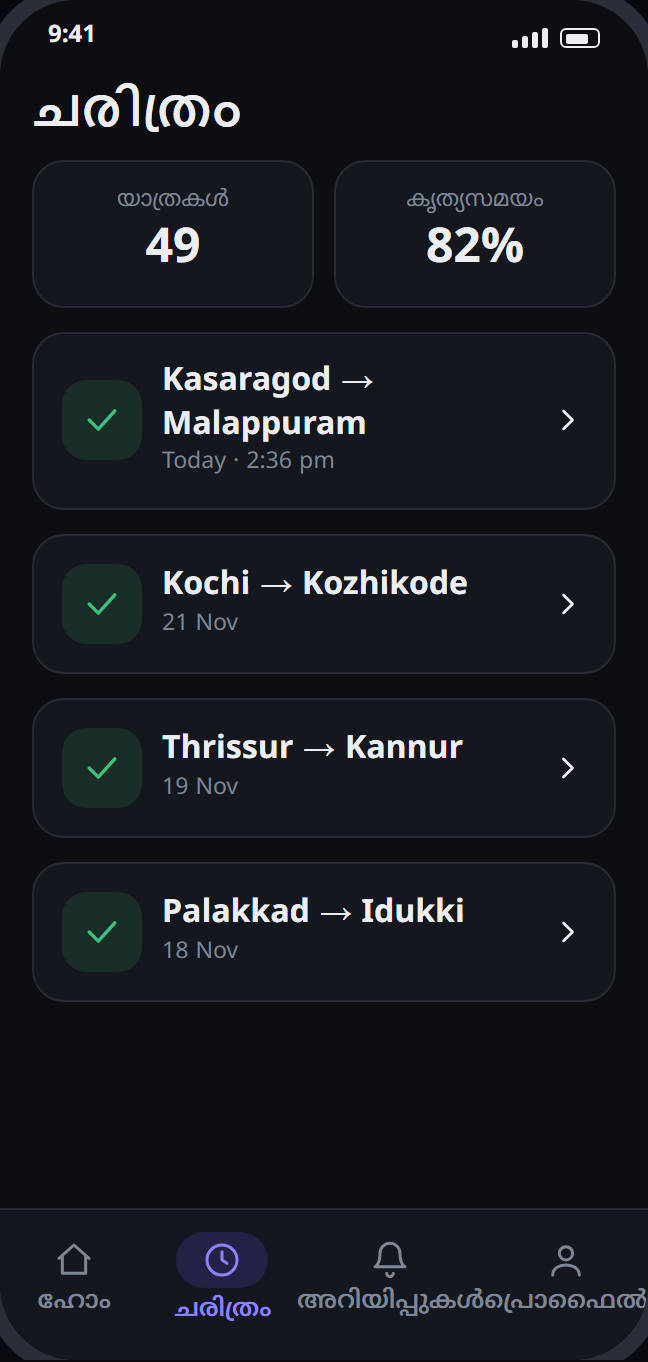 9:41
ചരിത്രം
യാത്രകൾ
49
കൃത്യസമയം
82%
Kasaragod →
Malappuram
Today · 2:36 pm
Kochi → Kozhikode
21 Nov
Thrissur → Kannur
19 Nov
Palakkad → Idukki
18 Nov
ഹോം
ചരിത്രം
അറിയിപ്പുകൾ
പ്രൊഫൈൽ